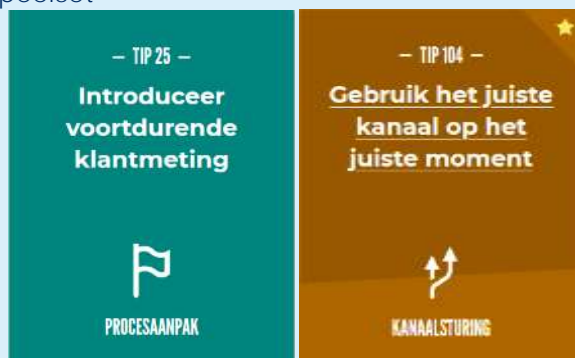 — TIP 25 —
Introduceer
voortdurende
klantmeting
PROCESAANPAK
— TIP 104 —
Gebruik het juiste
kanaal op het
juiste moment
KANAALSTURING